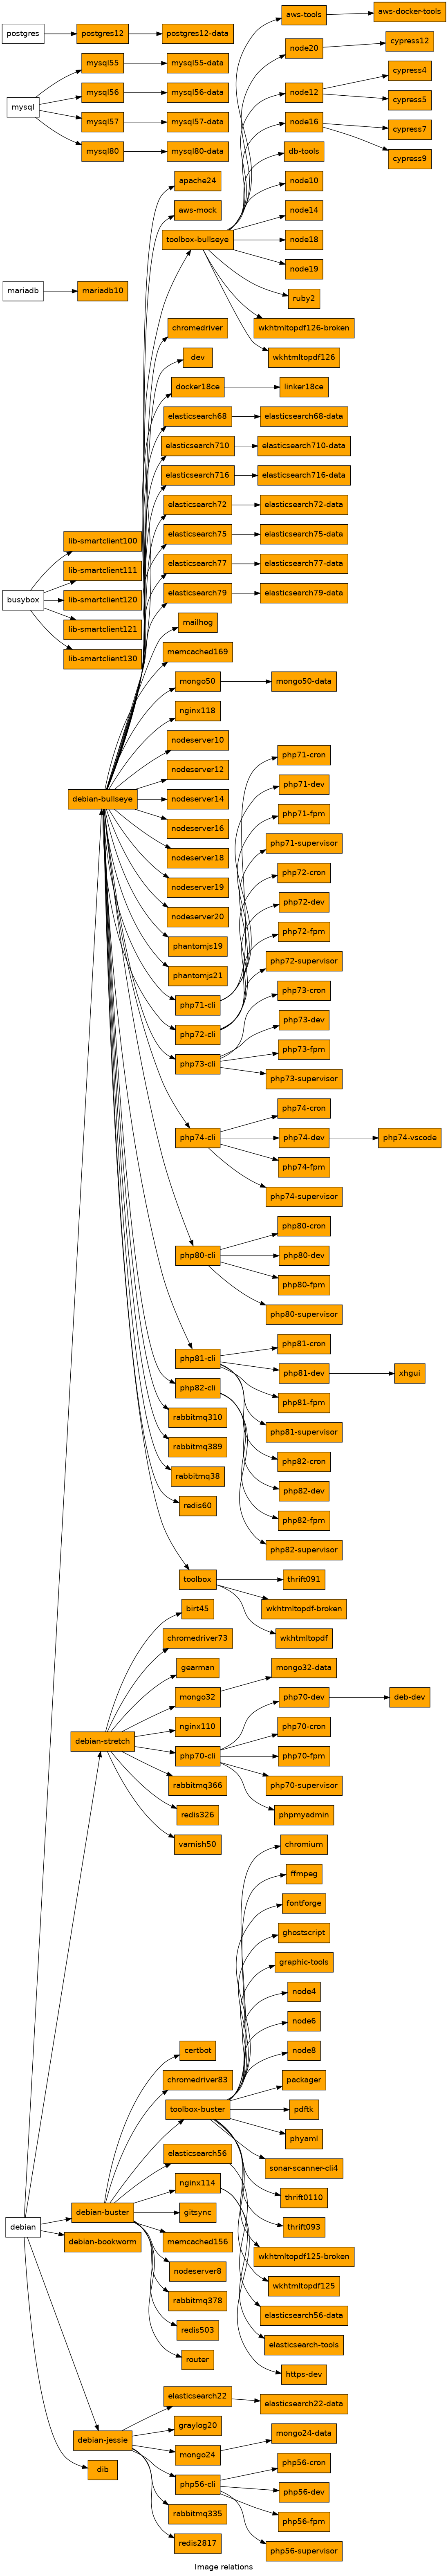 postgres
postgres12
postgres12-data
mysql
mysql55
mysql55-data
mysql56
mysql56-data
mysql57
mysql57-data
mysql80
mysql80-data
mariadb
mariadb10
busybox
lib-smartclient100
lib-smartclient111
lib-smartclient120
lib-smartclient121
lib-smartclient130
debian-bullseye
apache24
aws-mock
toolbox-bullseye
aws-tools
aws-docker-tools
node20
cypress12
node12
cypress4
cypress5
node16
cypress7
cypress9
db-tools
node10
node14
node18
node19
ruby2
wkhtmltopdf126-broken
wkhtmltopdf126
chromedriver
dev
docker18ce
linker18ce
elasticsearch68
elasticsearch68-data
elasticsearch710
elasticsearch710-data
elasticsearch716
elasticsearch716-data
elasticsearch72
elasticsearch72-data
elasticsearch75
elasticsearch75-data
elasticsearch77
elasticsearch77-data
elasticsearch79
elasticsearch79-data
mailhog
memcached169
mongo50
mongo50-data
nginx118
nodeserver10
nodeserver12
nodeserver14
nodeserver16
nodeserver18
nodeserver19
nodeserver20
phantomjs19
phantomjs21
php71-cli
php71-cron
php71-dev
php71-fpm
php71-supervisor
php72-cli
php72-cron
php72-dev
php72-fpm
php72-supervisor
php73-cli
php73-cron
php73-dev
php73-fpm
php73-supervisor
php74-cli
php74-cron
php74-dev
php74-vscode
php74-fpm
php74-supervisor
php80-cli
php80-cron
php80-dev
php80-fpm
php80-supervisor
php81-cli
php81-cron
php81-dev
xhgui
php81-fpm
php81-supervisor
php82-cli
php82-cron
php82-dev
php82-fpm
php82-supervisor
rabbitmq310
rabbitmq389
rabbitmq38
redis60
toolbox
thrift091
wkhtmltopdf-broken
wkhtmltopdf
debian-stretch
birt45
chromedriver73
gearman
mongo32
mongo32-data
nginx110
php70-cli
php70-dev
deb-dev
php70-cron
php70-fpm
php70-supervisor
phpmyadmin
rabbitmq366
redis326
varnish50
debian
debian-buster
debian-bookworm
certbot
chromedriver83
toolbox-buster
chromium
ffmpeg
fontforge
ghostscript
graphic-tools
node4
node6
node8
packager
pdftk
phyaml
sonar-scanner-cli4
thrift0110
thrift093
wkhtmltopdf125-broken
wkhtmltopdf125
elasticsearch56
elasticsearch56-data
elasticsearch-tools
nginx114
https-dev
gitsync
memcached156
nodeserver8
rabbitmq378
redis503
router
debian-jessie
elasticsearch22
elasticsearch22-data
graylog20
mongo24
mongo24-data
php56-cli
php56-cron
php56-dev
php56-fpm
php56-supervisor
rabbitmq335
redis2817
dib
Image relations